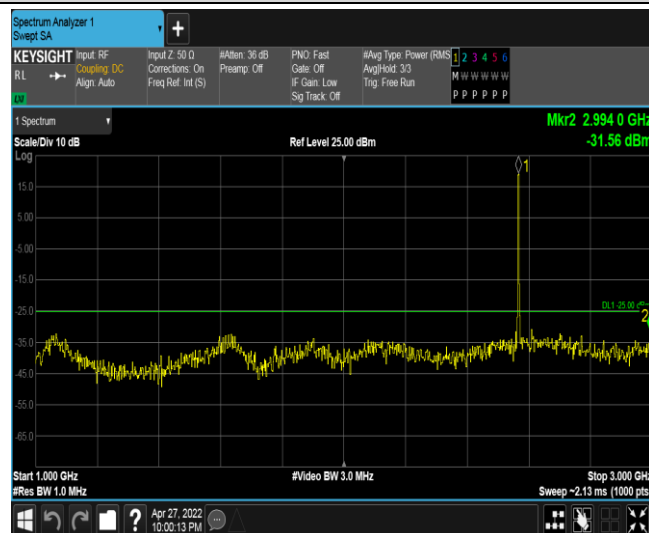 Spectrum Analyzer 1
Swept SA
+
KEYSIGHT
RL
Input: RF
Coupling: DC
Align: Auto
Input Z: 50 Ω
Corrections: On
Freq Ref: Int (S)
#Atten: 36 dB
Preamp: Off
PNO: Fast
Gate: Off
IF Gain: Low
Sig Track: Off
#Avg Type: Power (RMS
Avg|Hold: 3/3
Trig: Free Run
1 2 3 4 5 6
M W W W W W
P P P P P P
1 Spectrum
Mkr2 2.994 0 GHz
Scale/Div 10 dB
Ref Level 25.00 dBm
-31.56 dBm
Log
1
15.0
5.00
-5.00
-15.0
DL1 -25.00
-25.0
2
-35.0
-45.0
-55.0
-65.0
Start 1.000 GHz
#Video BW 3.0 MHz
Stop 3.000 GHz
#Res BW 1.0 MHz
Sweep ~2.13 ms (1000 pts
?
Apr 27, 2022
10:00:13 PM